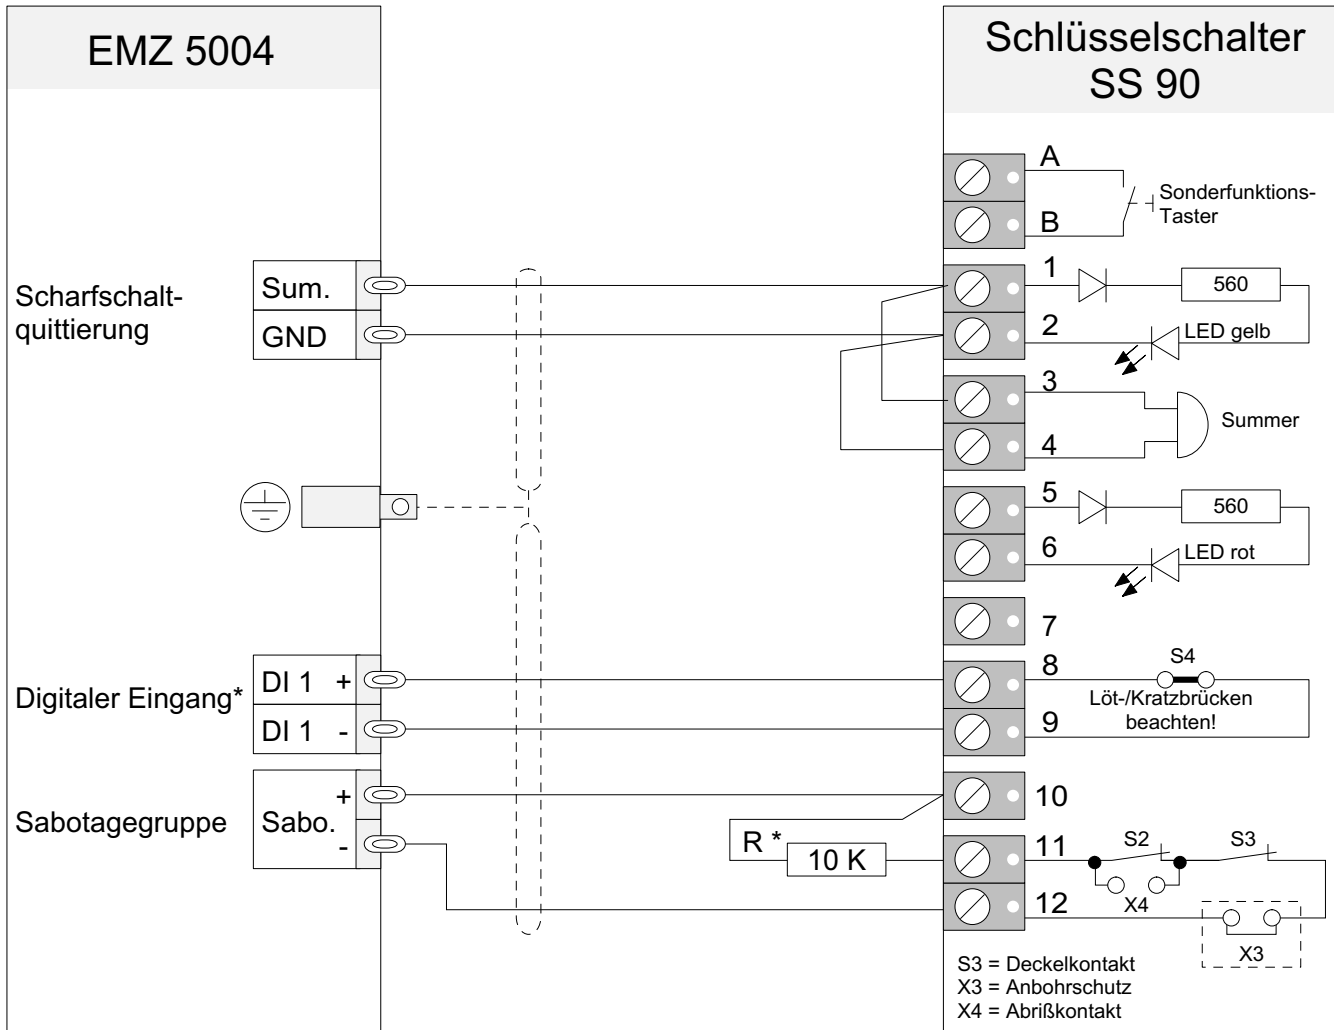 EMZ 5004
Schlüsselschalter
SS 90
A
B
Sonderfunktions-
Taster
Scharfschalt-
quittierung
Sum.
GND
1
560
2
LED gelb
3
Summer
4
5
560
6
LED rot
7
Digitaler Eingang*
DI 1 +
DI 1 -
8
S4
Löt-/Kratzbrücken
beachten!
9
Sabotagegruppe
+
Sabo.
-
10
R *
10 K
11
S2
S3
X4
12
X3
S3 = Deckelkontakt
X3 = Anbohrschutz
X4 = Abrißkontakt